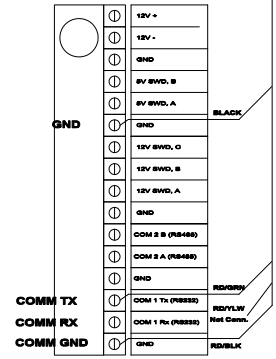 12V +
12V -
GND
5V SWD. B
5V SWD. A
BLACK
GND
GND
12V SWD. C
12V SWD. B
12V SWD. A
GND
COM 2 B (RS485)
COM 2 A (RS485)
GND
RD/GRN
COMM TX
COM 1 Tx (RS232)
RD/YLW
Not Conn.
COMM RX
COM 1 Rx (RS232)
COMM GND
GND
RD/BLK